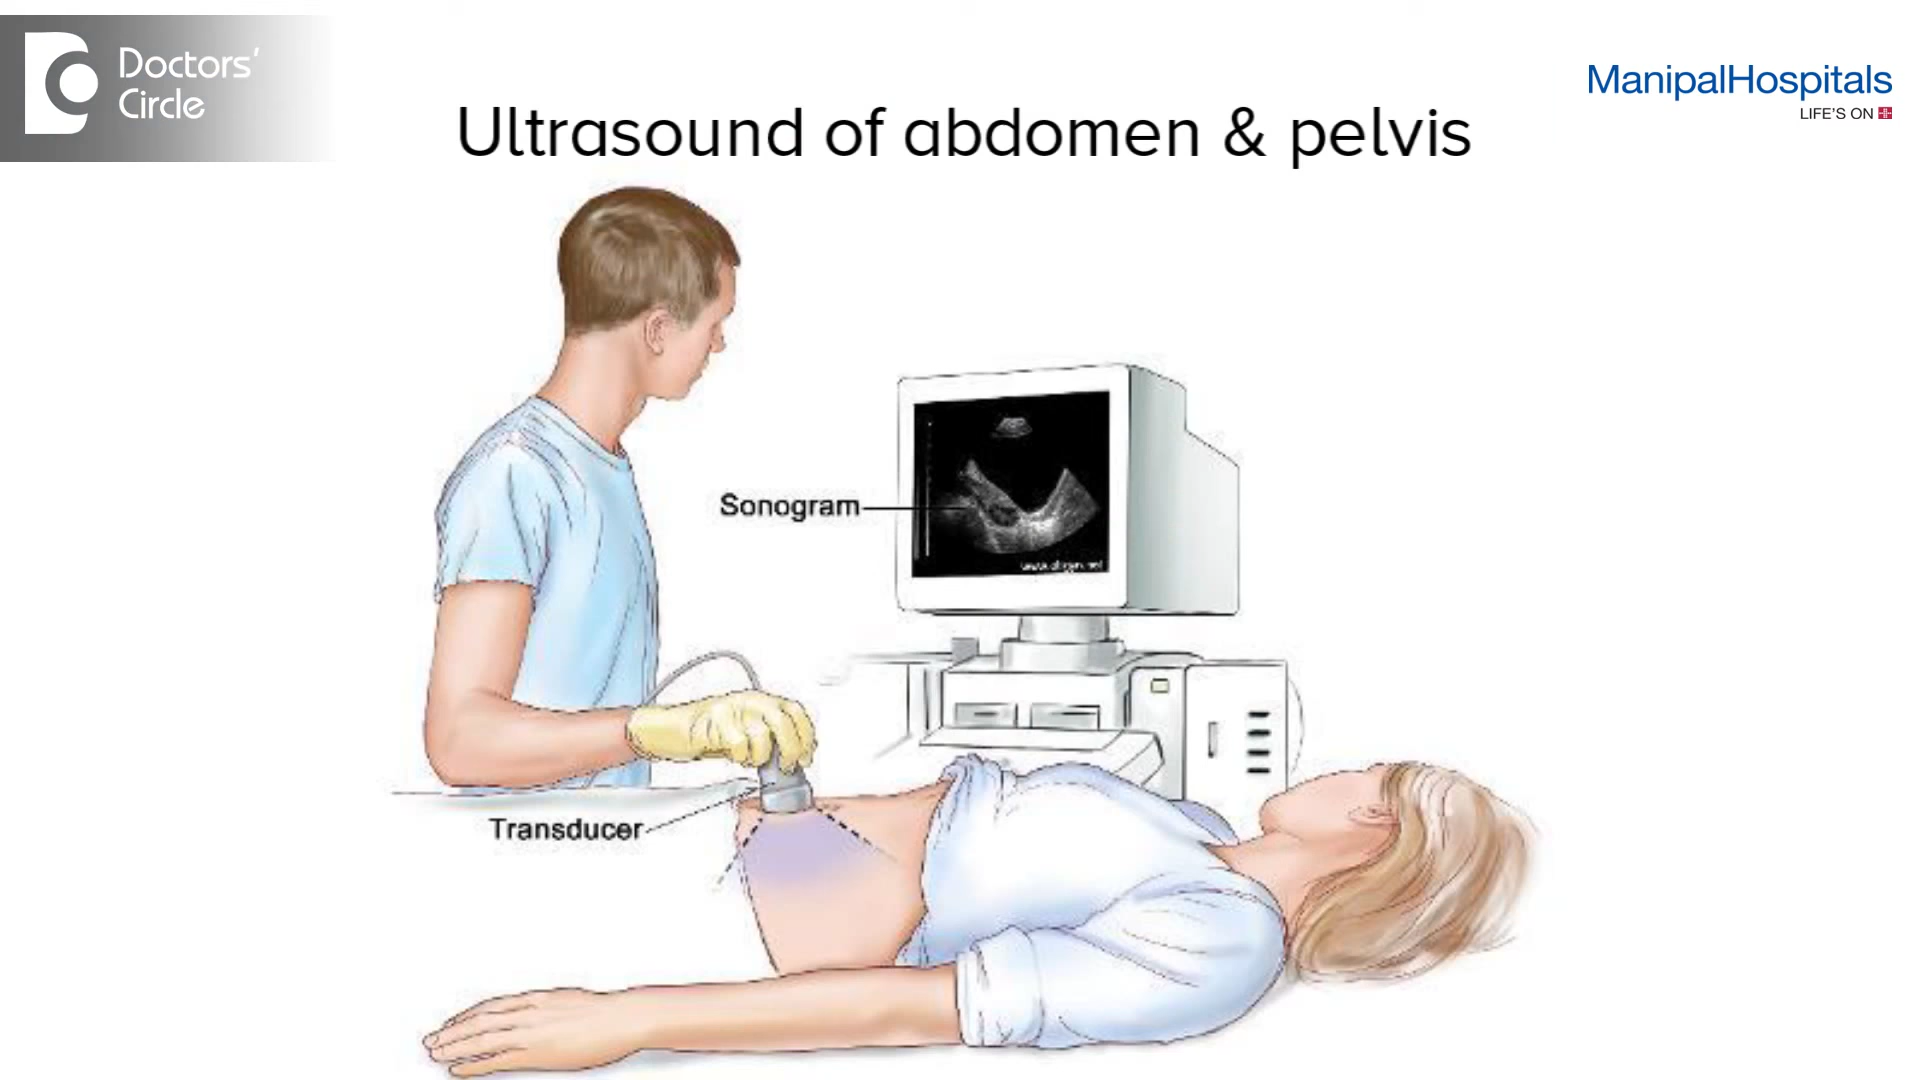 Doctors'
Circle
ManipalHospitals
LIFE'S ON
Ultrasound of abdomen & pelvis
Sonogram
Transducer